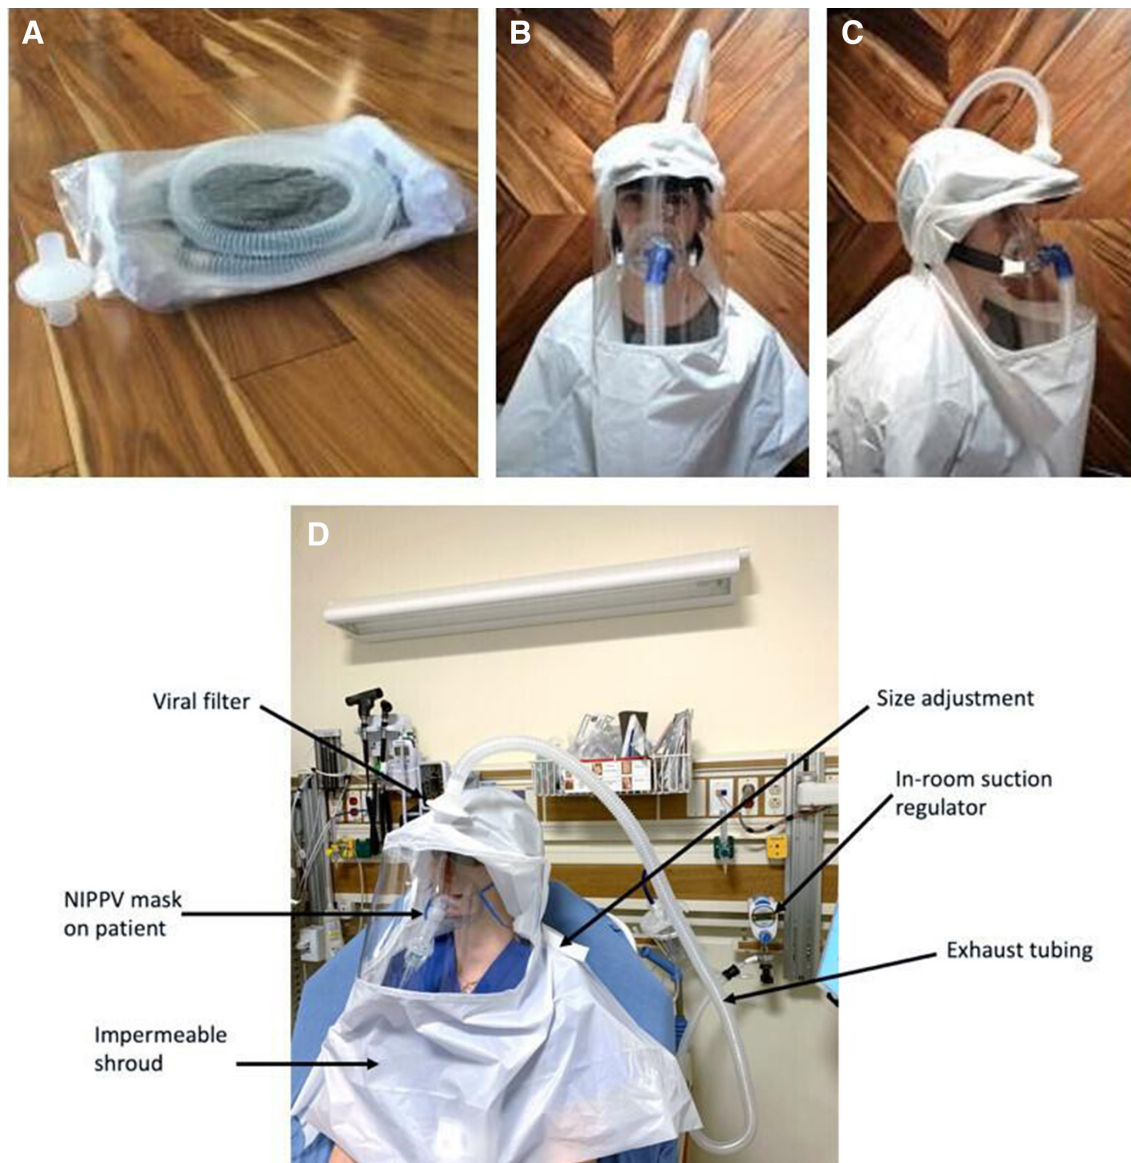 A
B
C
D
Viral filter
Size adjustment
In-room suction
regulator
NIPPV mask
on patient
Exhaust tubing
Impermeable
shroud